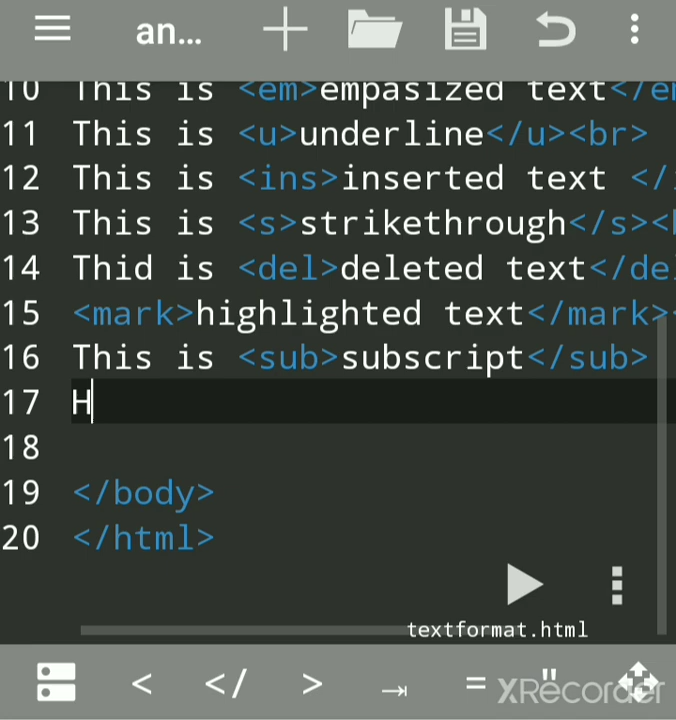 an...
10 This is <em>empasized text</em
11 This is <u>underline</u><br>
12 This is <ins>inserted text </
13 This is <s>strikethrough</s><
14 Thid is <del>deleted text</de
15 <mark>highlighted text</mark>
16 This is <sub>subscript</sub>
17 H
18
19 </body>
20 </html>
textformat.html
< </ > = "
XRecorder